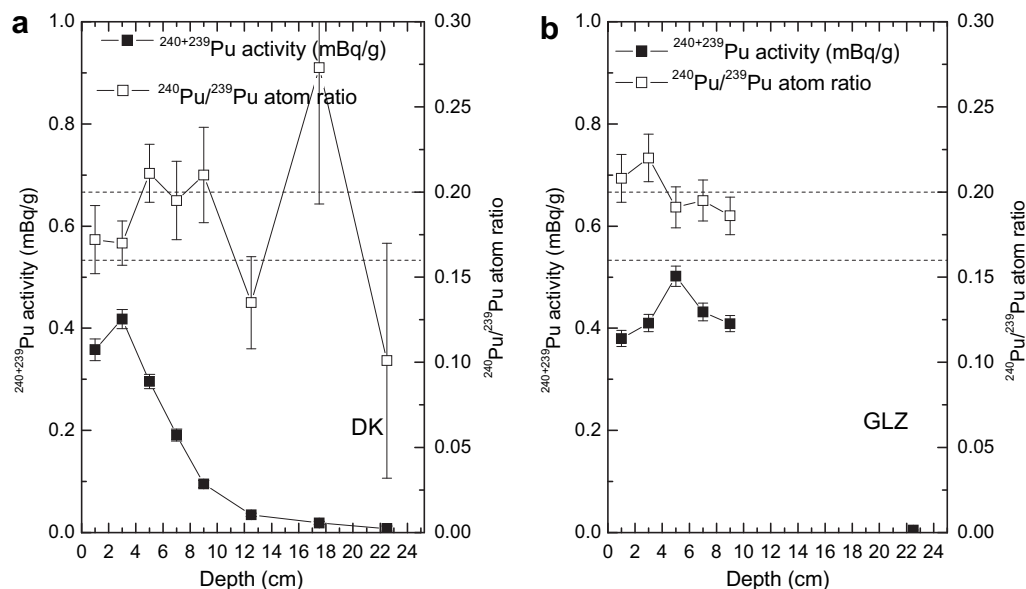 a
²⁴⁰⁺²³⁹Pu activity (mBq/g)
²⁴⁰Pu/²³⁹Pu atom ratio
1.0
0.8
0.6
0.4
0.2
0.0
²⁴⁰⁺²³⁹Pu activity (mBq/g)
0.30
0.25
0.20
0.15
0.10
0.05
0.00
²⁴⁰Pu/²³⁹Pu atom ratio
DK
0 2 4 6 8 10 12 14 16 18 20 22 24
Depth (cm)
b
²⁴⁰⁺²³⁹Pu activity (mBq/g)
²⁴⁰Pu/²³⁹Pu atom ratio
1.0
0.8
0.6
0.4
0.2
0.0
²⁴⁰⁺²³⁹Pu activity (mBq/g)
0.30
0.25
0.20
0.15
0.10
0.05
0.00
²⁴⁰Pu/²³⁹Pu atom ratio
GLZ
0 2 4 6 8 10 12 14 16 18 20 22 24
Depth (cm)